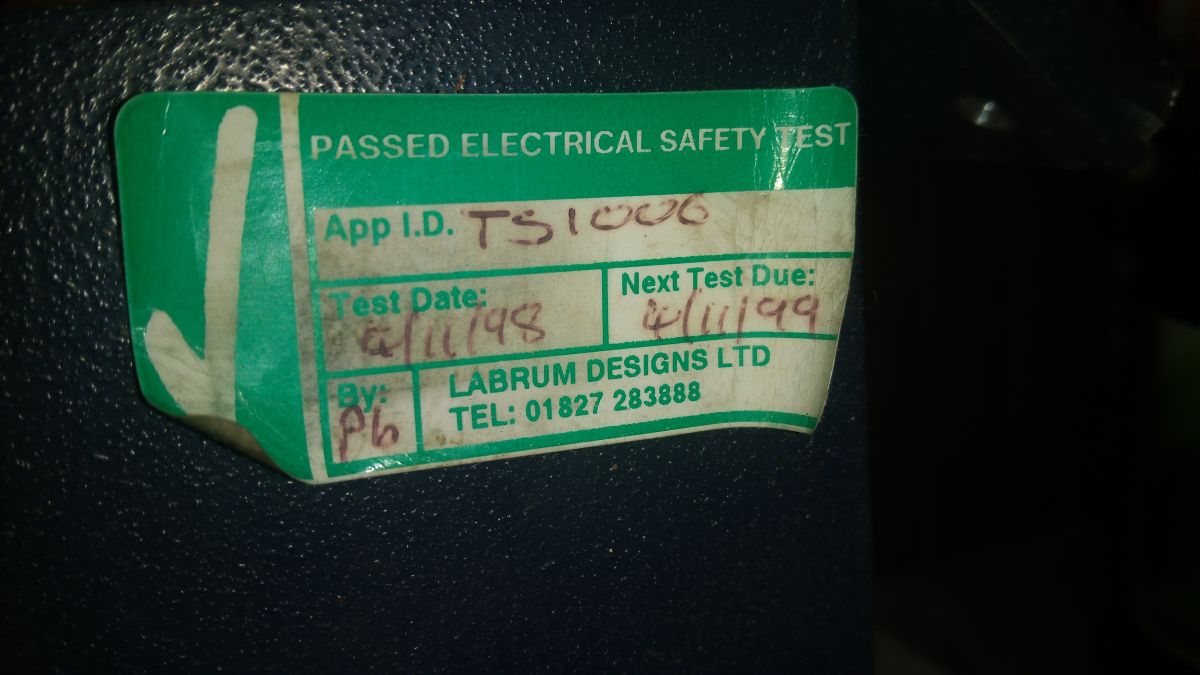 PASSED ELECTRICAL SAFETY TEST
App I.D. TS1006
Test Date:
4/11/98
Next Test Due:
4/11/99
By:
Pb
LABRUM DESIGNS LTD
TEL: 01827 283888